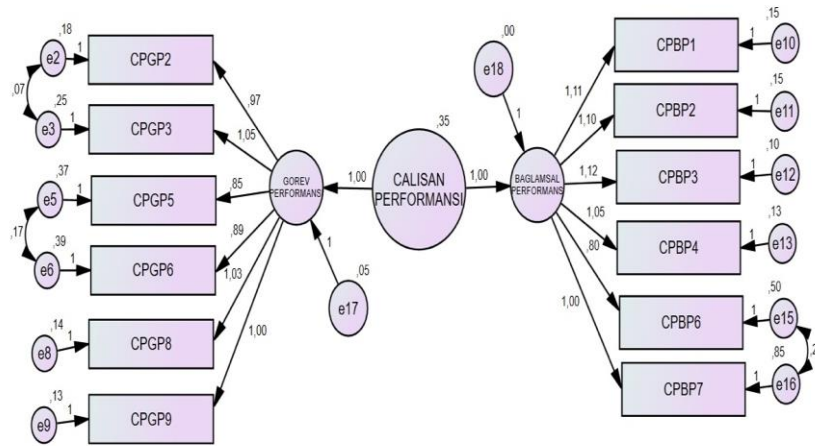 ,18
e2
1
CPGP2
,07
,97
,25
e3
1
CPGP3
1,05
,37
e5
1
CPGP5
,85
,17
,39
e6
1
CPGP6
,89
,14
e8
1
CPGP8
1,03
,13
e9
1
CPGP9
1,00
GOREV
PERFORMANS
1,00
1
,05
e17
,35
CALISAN
PERFORMANSI
1,00
,00
e18
1
BAGLAMSAL
PERFORMANS
1,11
CPBP1
1
,15
e10
1,10
CPBP2
1
,15
e11
1,12
CPBP3
1
,10
e12
1,05
CPBP4
1
,13
e13
,80
CPBP6
1
,50
e15
1,00
CPBP7
1
,85
e16